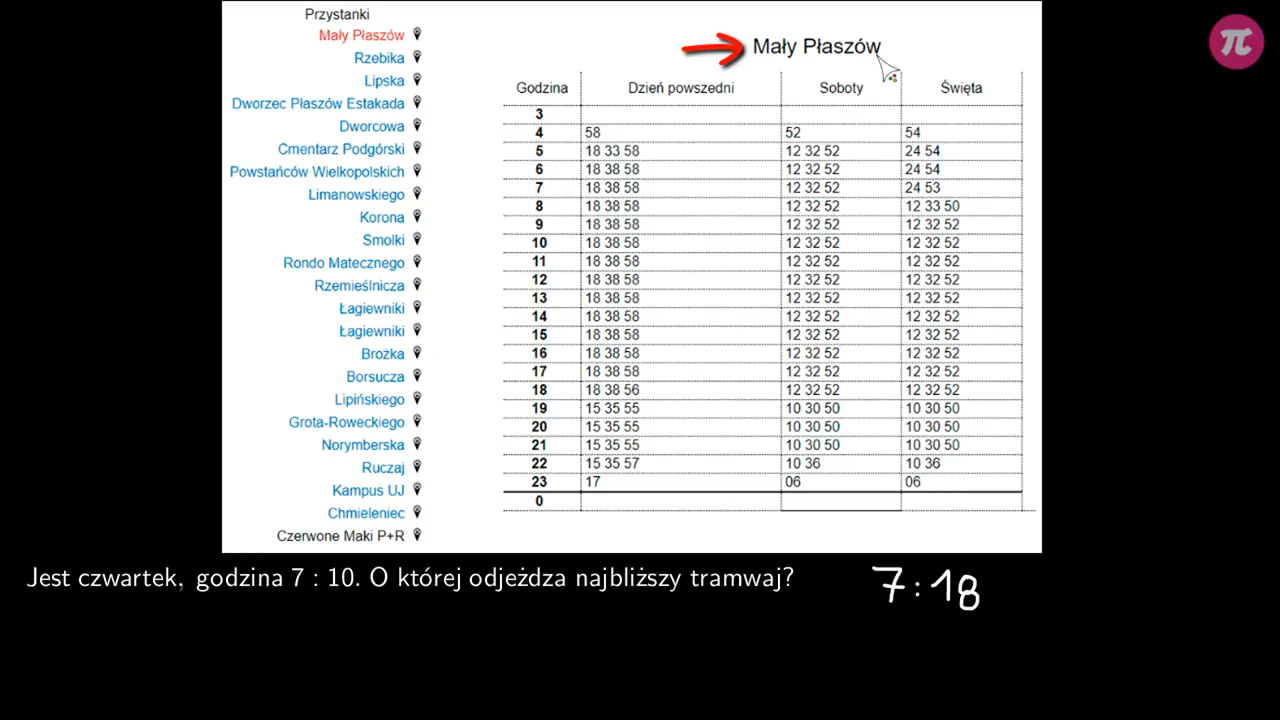 Przystanki
Mały Płaszów
Rzebika
Lipska
Dworzec Płaszów Estakada
Dworcowa
Cmentarz Podgórski
Powstańców Wielkopolskich
Limanowskiego
Korona
Smolki
Rondo Matecznego
Rzemieślnicza
Łagiewniki
Łagiewniki
Brożka
Borsucza
Lipińskiego
Grota-Roweckiego
Norymberska
Ruczaj
Kampus UJ
Chmieleniec
Czerwone Maki P+R
Mały Płaszów
Godzina Dzień powszedni Soboty Święta
3
4 58 52 54
5 18 33 58 12 32 52 24 54
6 18 38 58 12 32 52 24 54
7 18 38 58 12 32 52 24 53
8 18 38 58 12 32 52 12 33 50
9 18 38 58 12 32 52 12 32 52
10 18 38 58 12 32 52 12 32 52
11 18 38 58 12 32 52 12 32 52
12 18 38 58 12 32 52 12 32 52
13 18 38 58 12 32 52 12 32 52
14 18 38 58 12 32 52 12 32 52
15 18 38 58 12 32 52 12 32 52
16 18 38 58 12 32 52 12 32 52
17 18 38 58 12 32 52 12 32 52
18 18 38 56 12 32 52 12 32 52
19 15 35 55 10 30 50 10 30 50
20 15 35 55 10 30 50 10 30 50
21 15 35 55 10 30 50 10 30 50
22 15 35 57 10 36 10 36
23 17 06 06
0
Jest czwartek, godzina 7 : 10. O której odjeżdza najbliższy tramwaj? 7:18
π